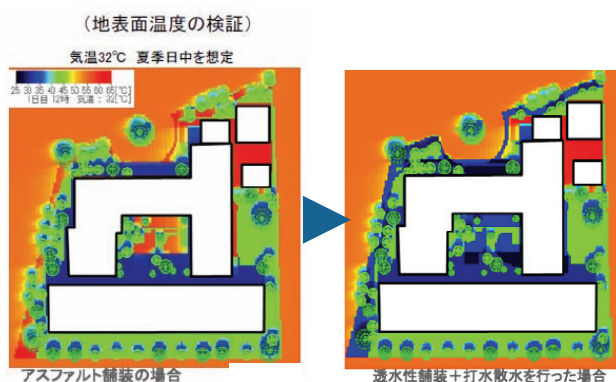 (地表面温度の検証)
気温32℃ 夏季日中を想定
25 30 35 40 45 50 55 60 65[℃]
1日目 12時 気温 : 32[℃]
アスファルト舗装の場合
透水性舗装+打水散水を行った場合